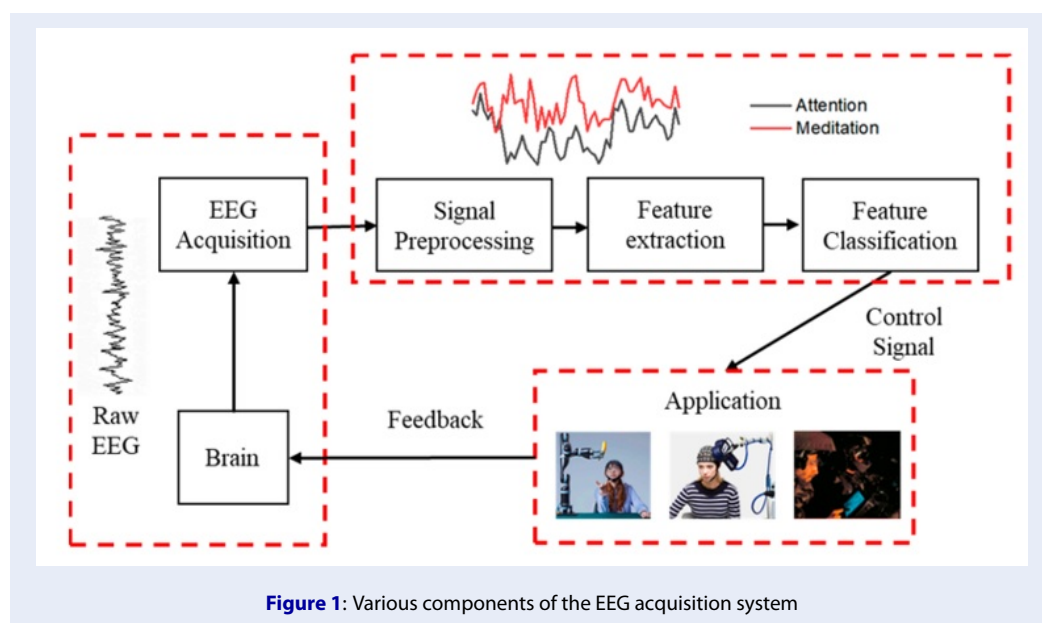 Attention
Meditation
EEG
Acquisition
Signal
Preprocessing
Feature
extraction
Feature
Classification
Control
Signal
Application
Feedback
Raw
EEG
Brain
Figure 1: Various components of the EEG acquisition system